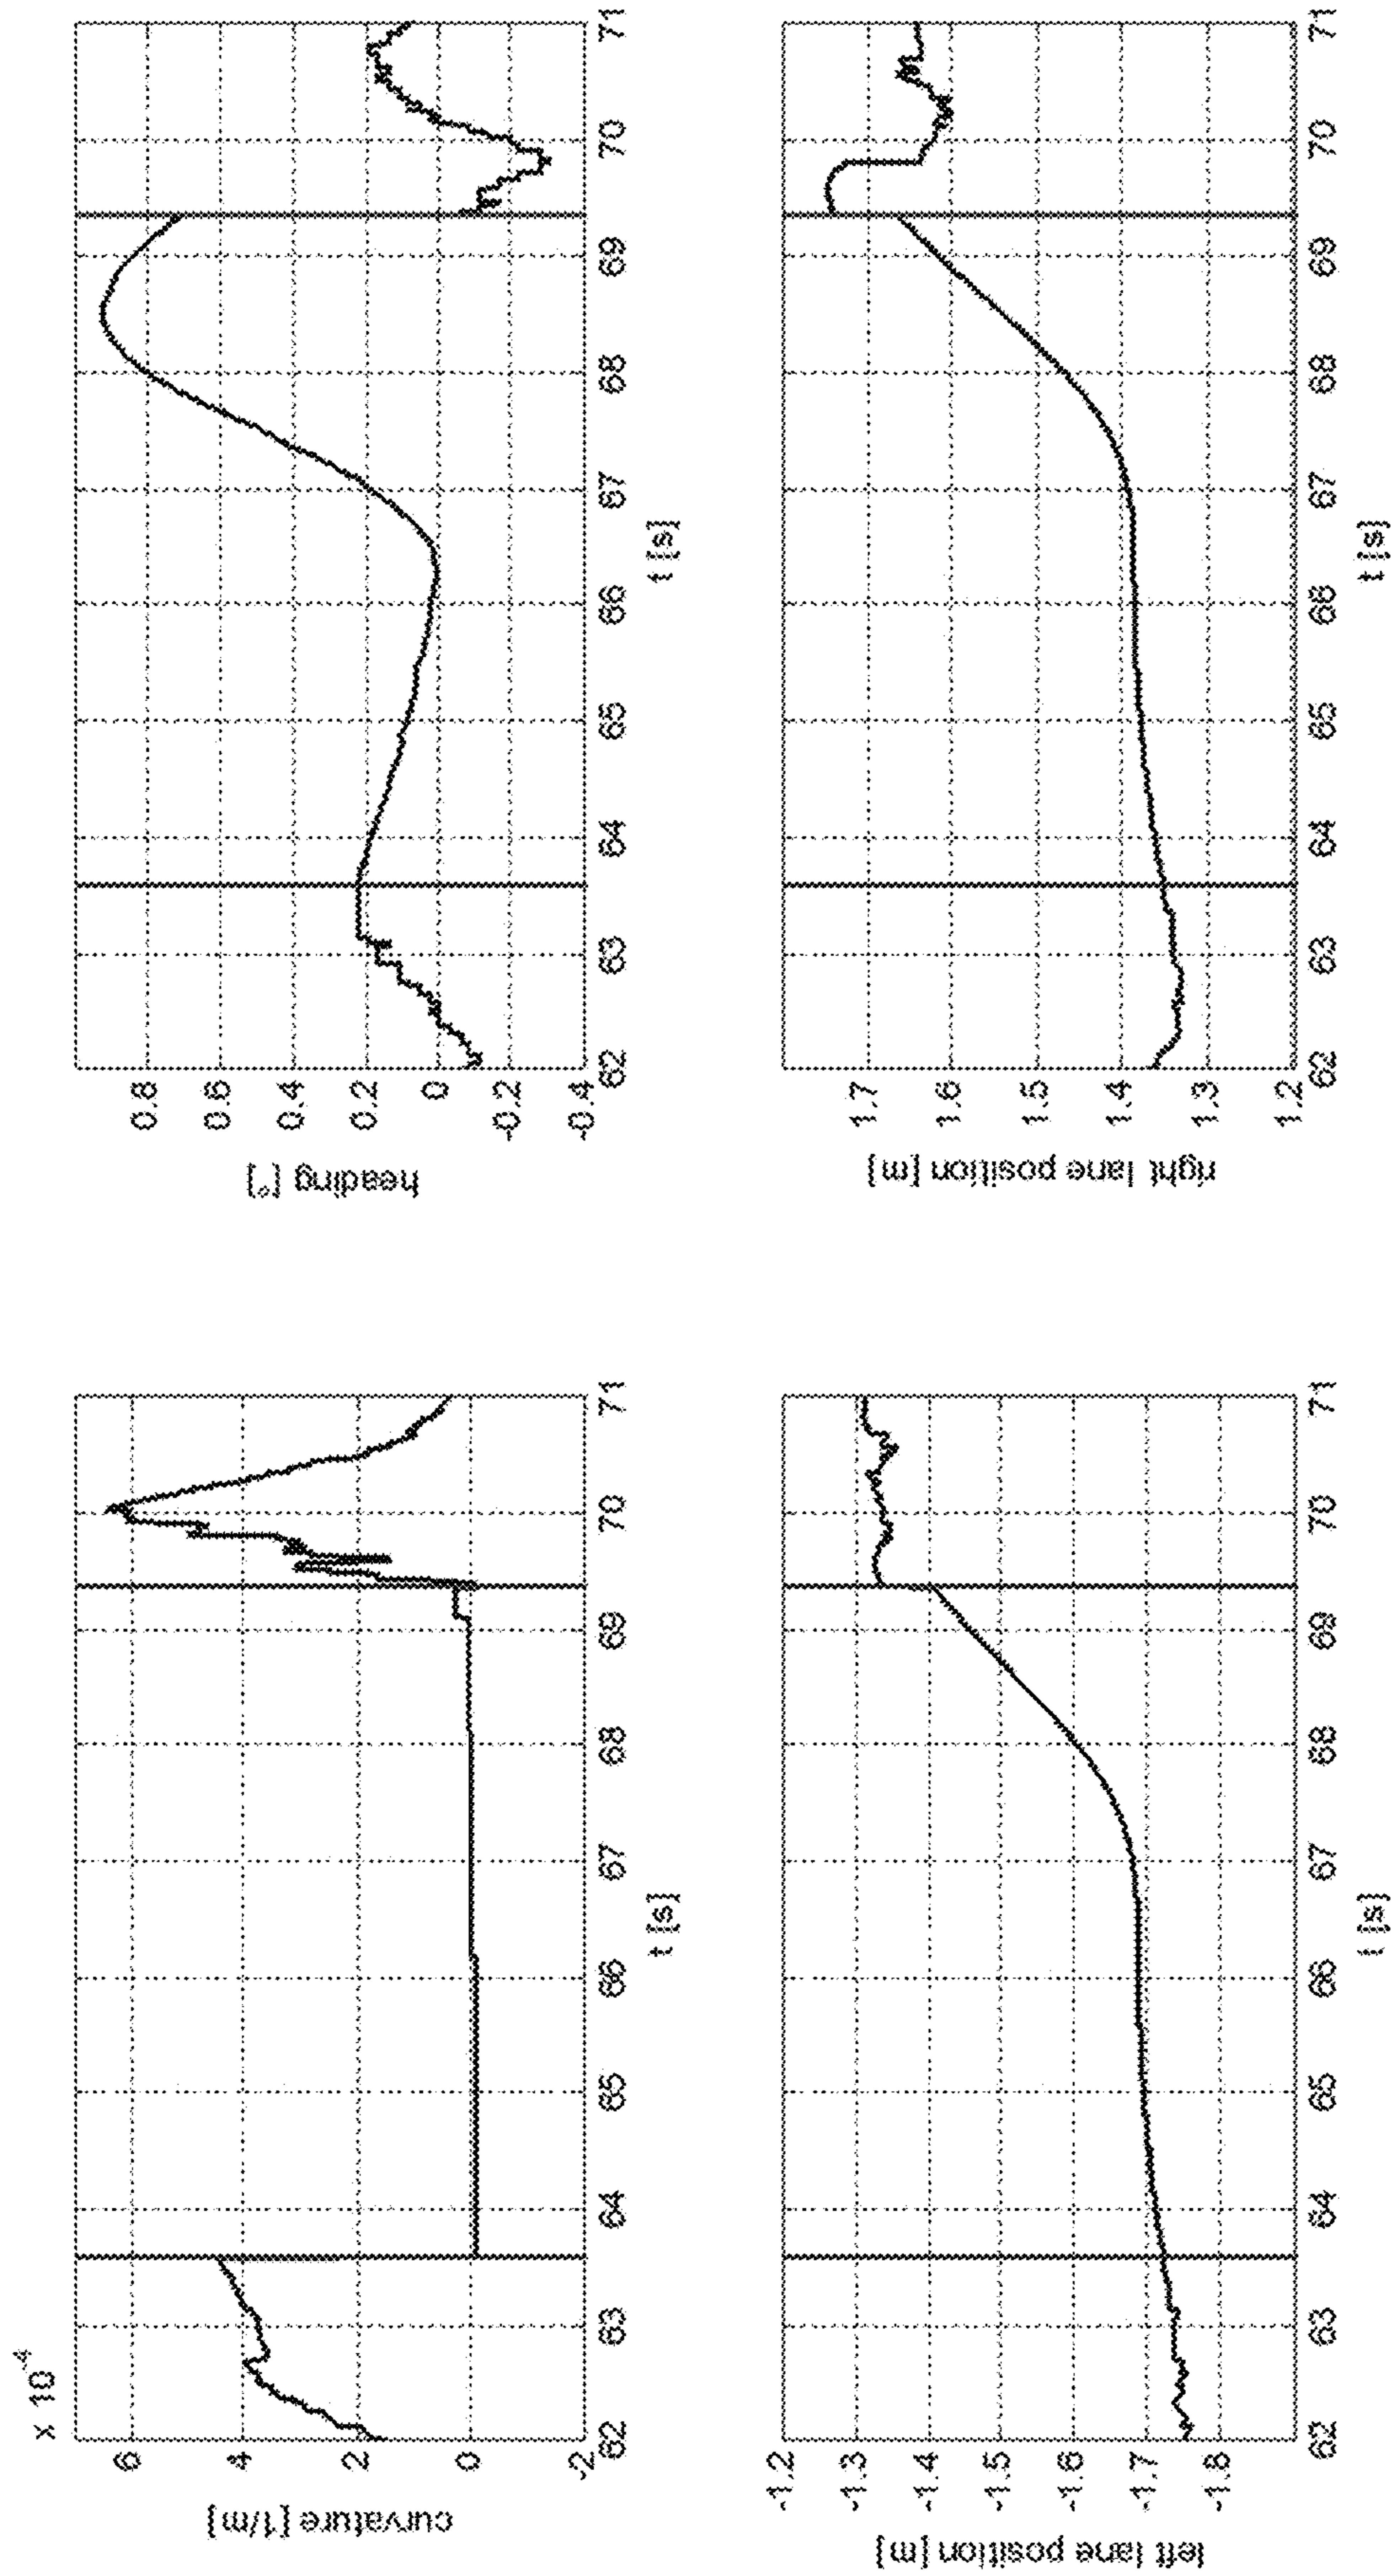 x 10⁻⁴
curvature [1/m]
6
4
2
0
-2
62 63 64 65 66 67 68 69 70 71
t [s]
heading [°]
0.8
0.6
0.4
0.2
0
-0.2
-0.4
62 63 64 65 66 67 68 69 70 71
t [s]
left lane position [m]
-1.2
-1.3
-1.4
-1.5
-1.6
-1.7
-1.8
62 63 64 65 66 67 68 69 70 71
t [s]
right lane position [m]
1.7
1.6
1.5
1.4
1.3
1.2
62 63 64 65 66 67 68 69 70 71
t [s]